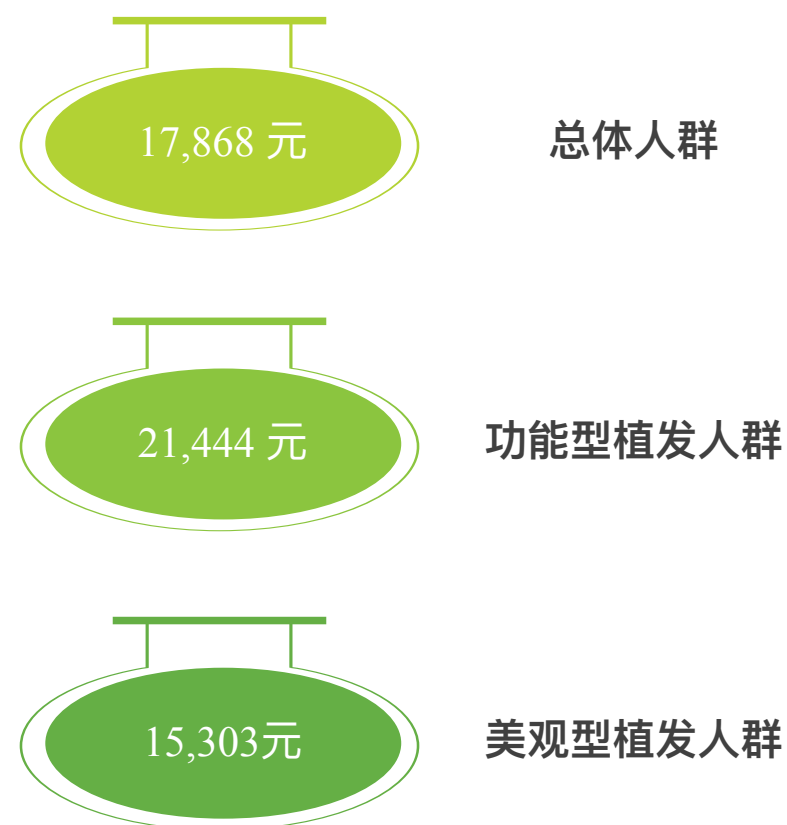 17,868 元
总体人群
21,444 元
功能型植发人群
15,303元
美观型植发人群